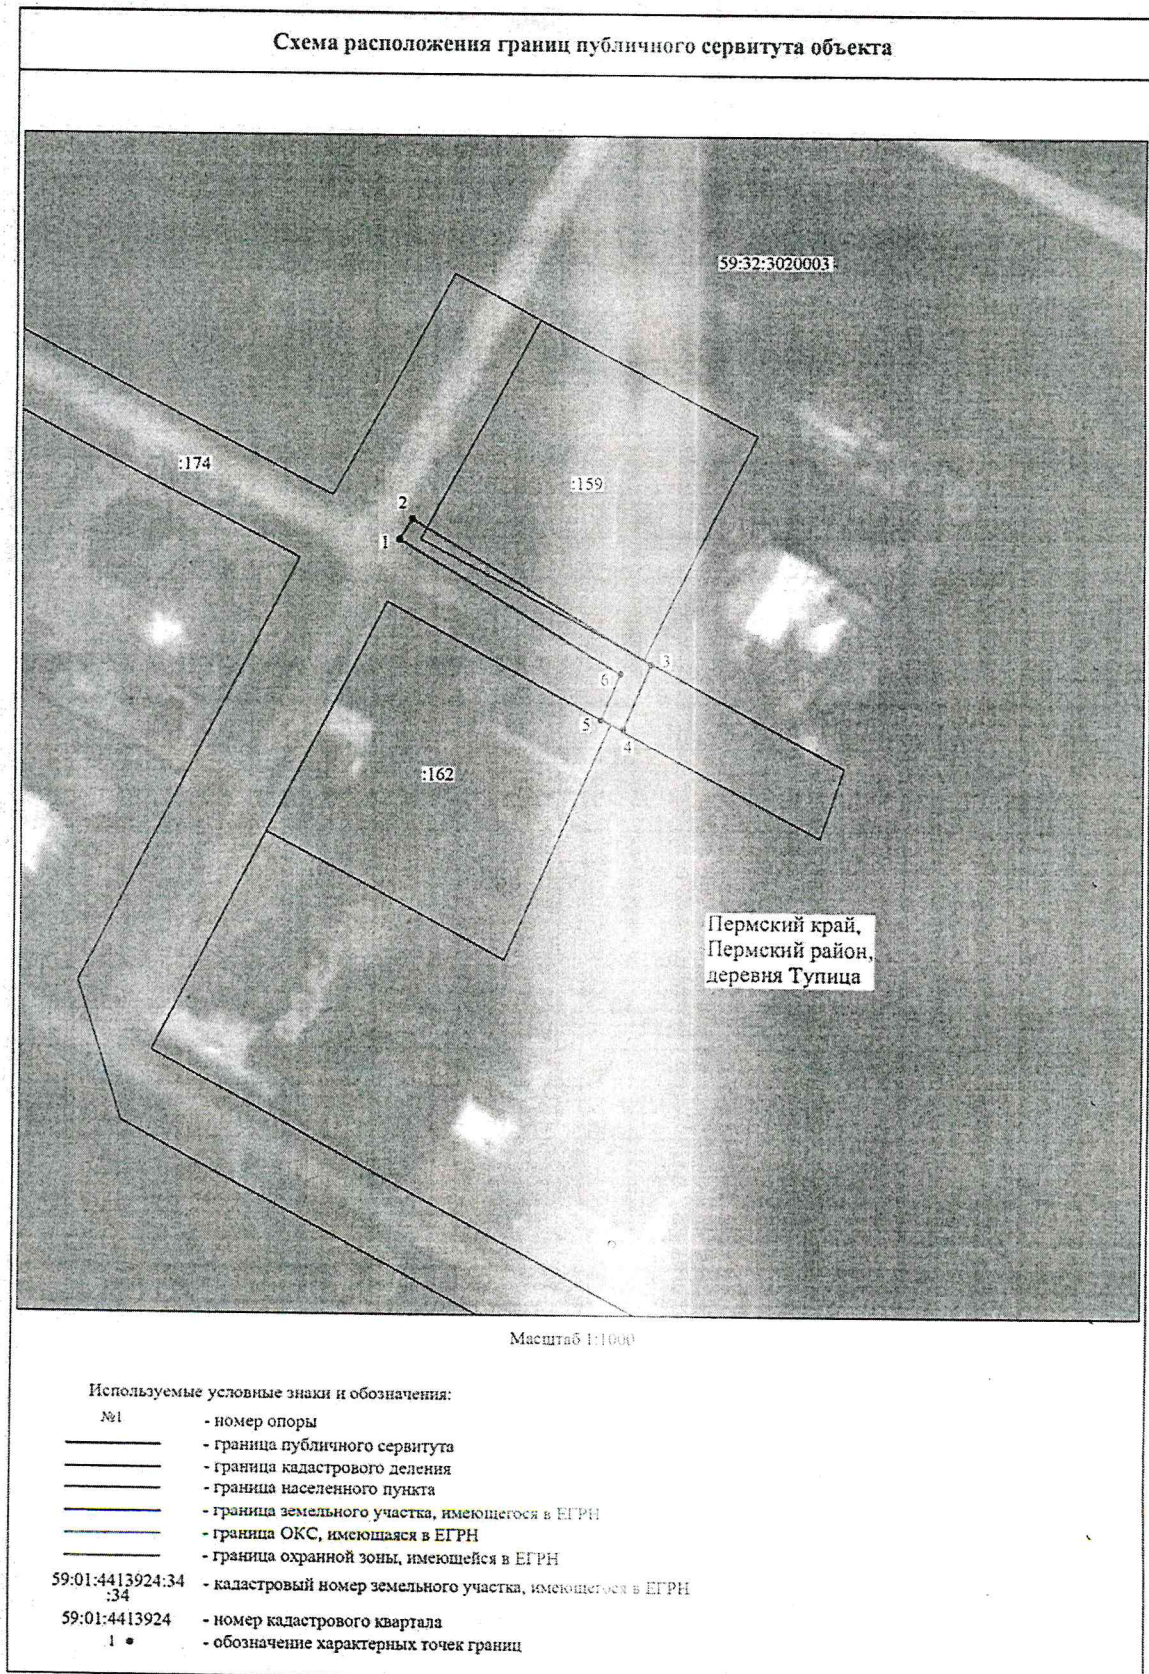 Схема расположения границ публичного сервитута объекта
59:32:3020003
:174
:159
2
1
3
6
5
4
:162
Пермский край,
Пермский район,
деревня Тупица
Масштаб 1:1000
Используемые условные знаки и обозначения:
№1 - номер опоры
- граница публичного сервитута
- граница кадастрового деления
- граница населенного пункта
- граница земельного участка, имеющегося в ЕГРН
- граница ОКС, имеющаяся в ЕГРН
- граница охранной зоны, имеющейся в ЕГРН
59:01:4413924:34 - кадастровый номер земельного участка, имеющегося в ЕГРН
:34
59:01:4413924 - номер кадастрового квартала
1 ● - обозначение характерных точек границ